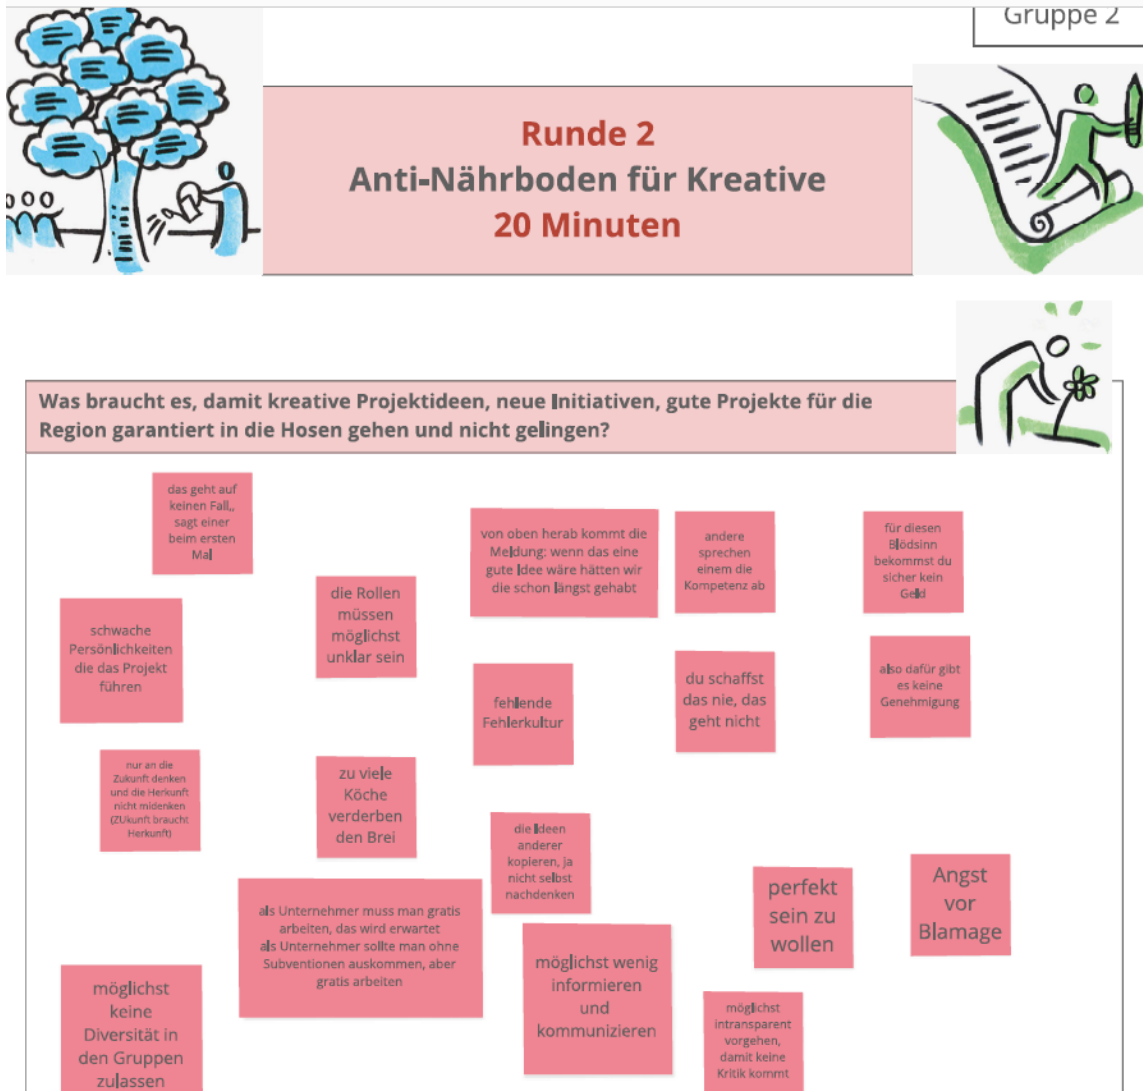 Gruppe 2
Runde 2
Anti-Nährboden für Kreative
20 Minuten
Was braucht es, damit kreative Projektideen, neue Initiativen, gute Projekte für die
Region garantiert in die Hosen gehen und nicht gelingen?
das geht auf
keinen Fall,,
sagt einer
beim ersten
Mal
von oben herab kommt die
Meldung: wenn das eine
gute Idee wäre hätten wir
die schon längst gehabt
andere
sprechen
einem die
Kompetenz ab
für diesen
Blödsinn
bekommst du
sicher kein
Geld
schwache
Persönlichkeiten
die das Projekt
führen
die Rollen
müssen
möglichst
unklar sein
fehlende
Fehlerkultur
du schaffst
das nie, das
geht nicht
also dafür gibt
es keine
Genehmigung
nur an die
Zukunft denken
und die Herkunft
nicht midenken
(ZUkunft braucht
Herkunft)
zu viele
Köche
verderben
den Brei
die Ideen
anderer
kopieren, ja
nicht selbst
nachdenken
perfekt
sein zu
wollen
Angst
vor
Blamage
als Unternehmer muss man gratis
arbeiten, das wird erwartet
als Unternehmer sollte man ohne
Subventionen auskommen, aber
gratis arbeiten
möglichst wenig
informieren
und
kommunizieren
möglichst
keine
Diversität in
den Gruppen
zulassen
möglichst
intransparent
vorgehen,
damit keine
Kritik kommt